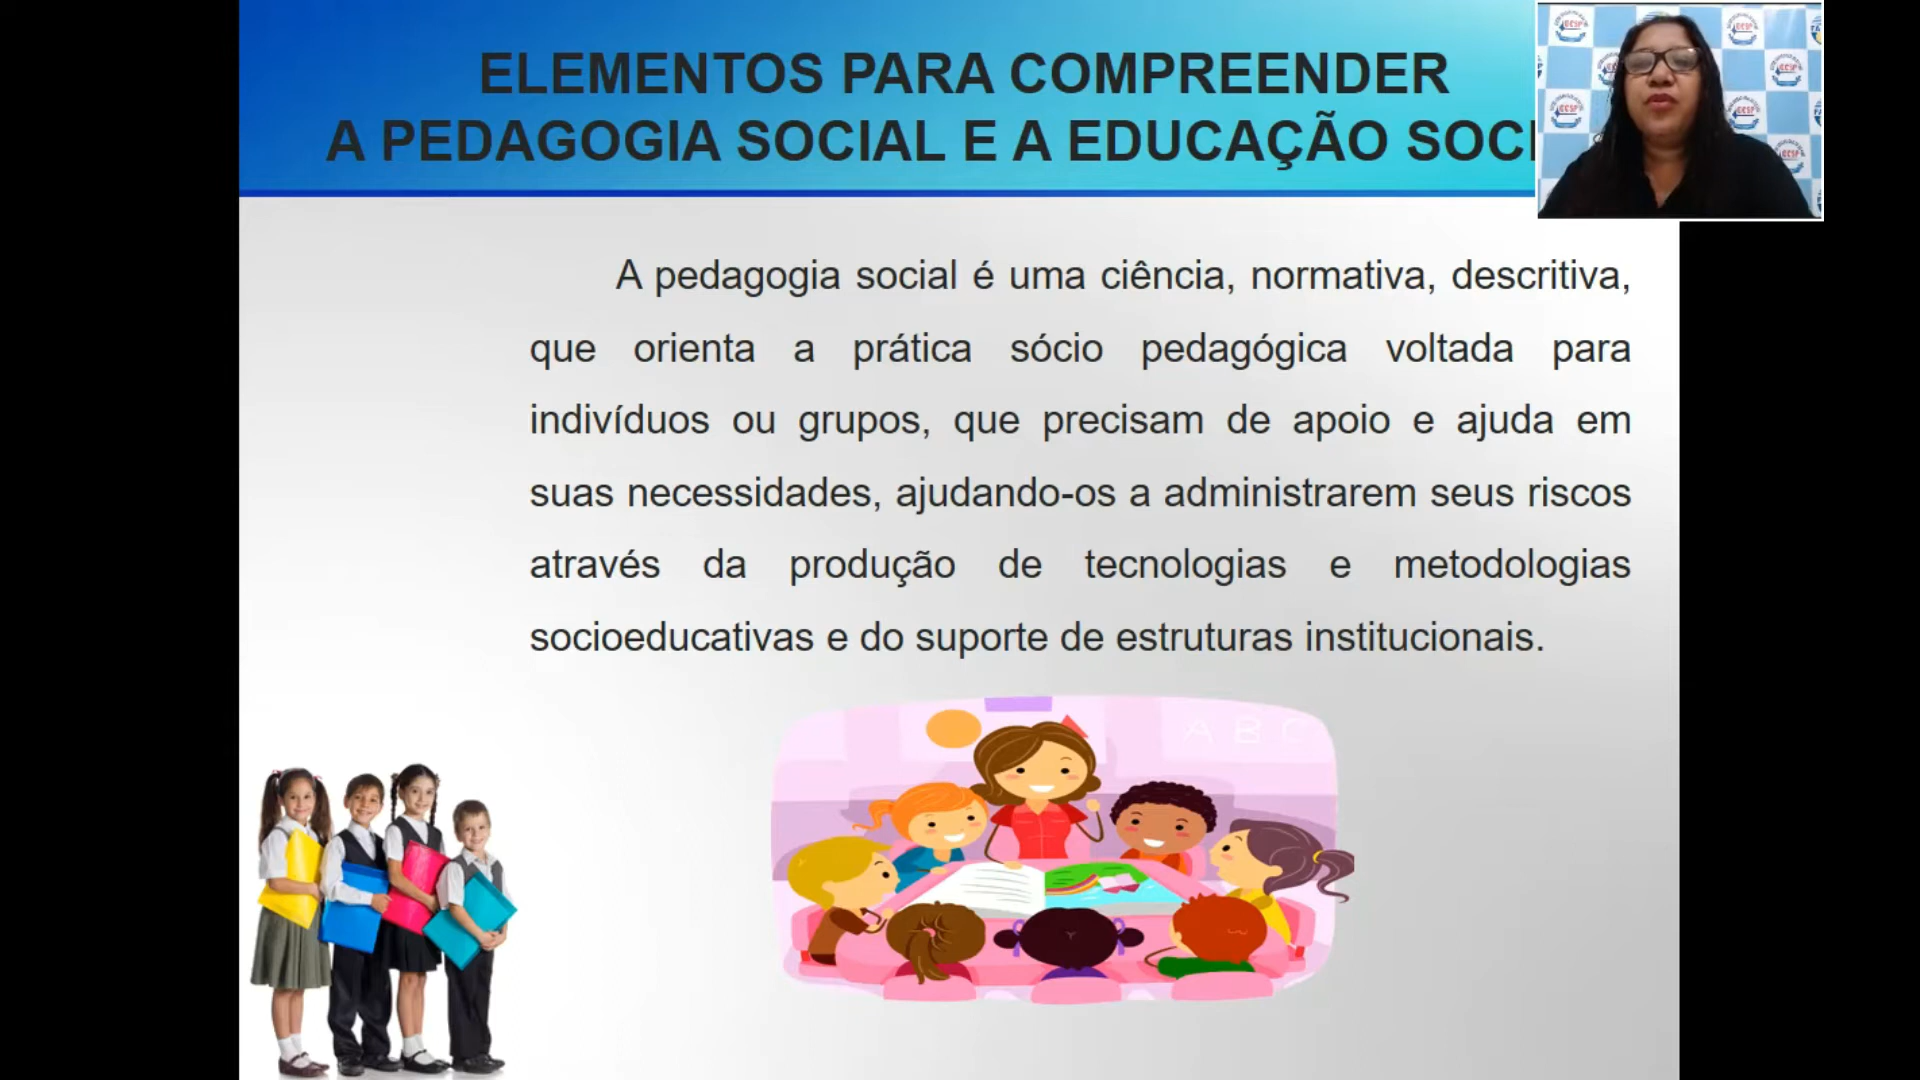 ELEMENTOS PARA COMPREENDER
A PEDAGOGIA SOCIAL E A EDUCAÇÃO SOCI
A pedagogia social é uma ciência, normativa, descritiva,
que orienta a prática sócio pedagógica voltada para
indivíduos ou grupos, que precisam de apoio e ajuda em
suas necessidades, ajudando-os a administrarem seus riscos
através da produção de tecnologias e metodologias
socioeducativas e do suporte de estruturas institucionais.
A B C